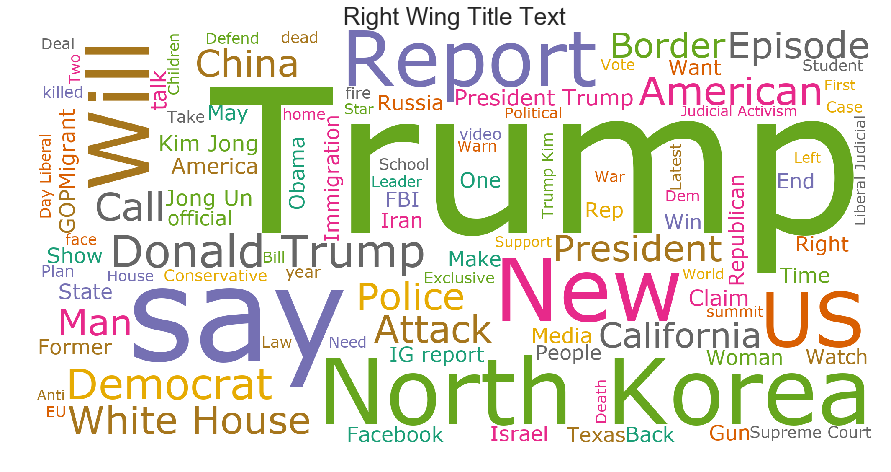 Right Wing Title Text
Deal
Two
Will
talk
Children
Defend
dead
Report
Border
Episode
killed
China
Vote
Want
Student
fire
Star
Trump
Take
May
home
Russia
President Trump
American
First
Case
Political
Judicial Activism
Day Liberal
GOP
Migrant
Kim Jong
America
Obama
Immigration
School
Leader
FBI
Iran
video
Warn
One
Trump Kim
War
Rep
Latest
Dem
Win
Left
End
Liberal Judicial
Call
Jong Un
official
face
Show
Donald Trump
Bill
Make
Support
President
Republican
Right
Plan
House
Conservative
year
Exclusive
World
Time
State
say
Police
New
Claim
summit
US
Man
Attack
Media
California
Former
Law
Need
IG report
People
Woman
Watch
Anti
Democrat
North Korea
EU
White House
Death
Facebook
Israel
Texas
Back
Gun
Supreme Court